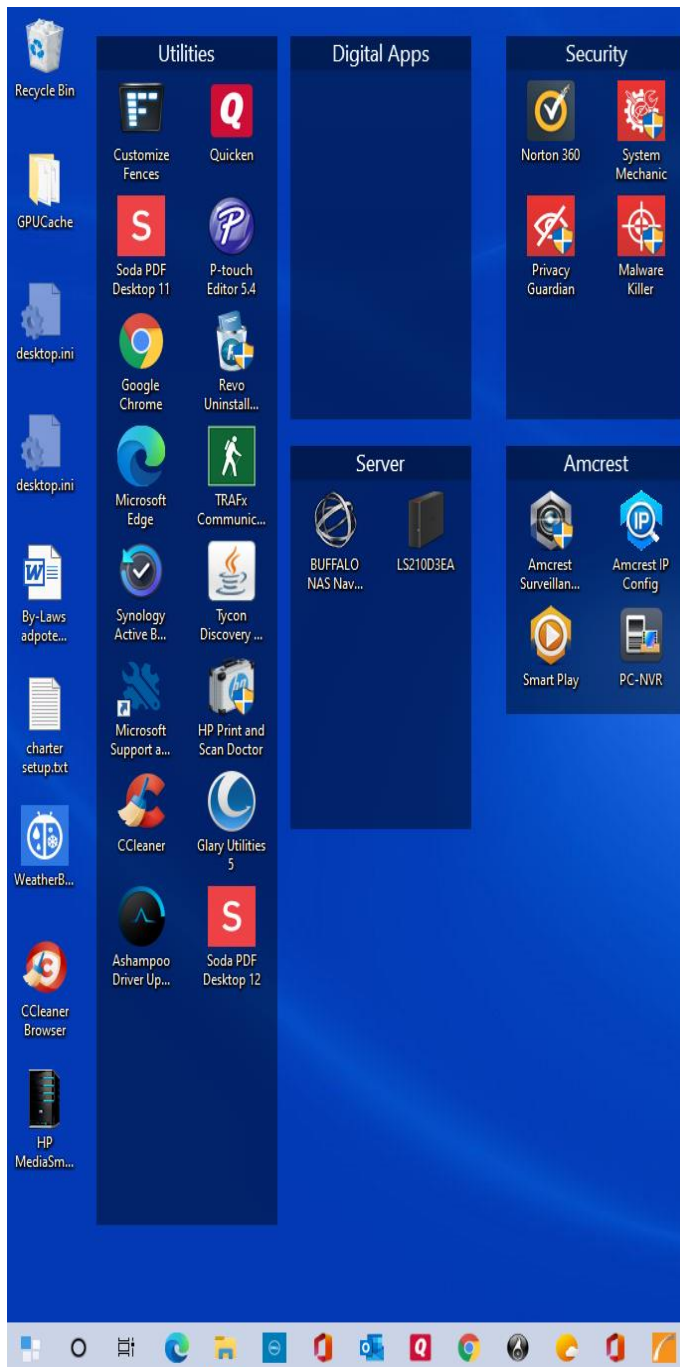 Recycle Bin
GPUCache
desktop.ini
desktop.ini
By-Laws
adpote...
charter
setup.txt
WeatherB...
CCleaner
Browser
HP
MediaSm...
Utilities
Customize
Fences
Quicken
Soda PDF
Desktop 11
P-touch
Editor 5.4
Google
Chrome
Revo
Uninstall...
Microsoft
Edge
TRAFx
Communic...
Synology
Active B...
Tycon
Discovery ...
Microsoft
Support a...
HP Print and
Scan Doctor
CCleaner
Glary Utilities
5
Ashampoo
Driver Up...
Soda PDF
Desktop 12
Digital Apps
Server
BUFFALO
NAS Nav...
LS210D3EA
Security
Norton 360
System
Mechanic
Privacy
Guardian
Malware
Killer
Amcrest
Amcrest
Surveillan...
Amcrest IP
Config
Smart Play
PC-NVR